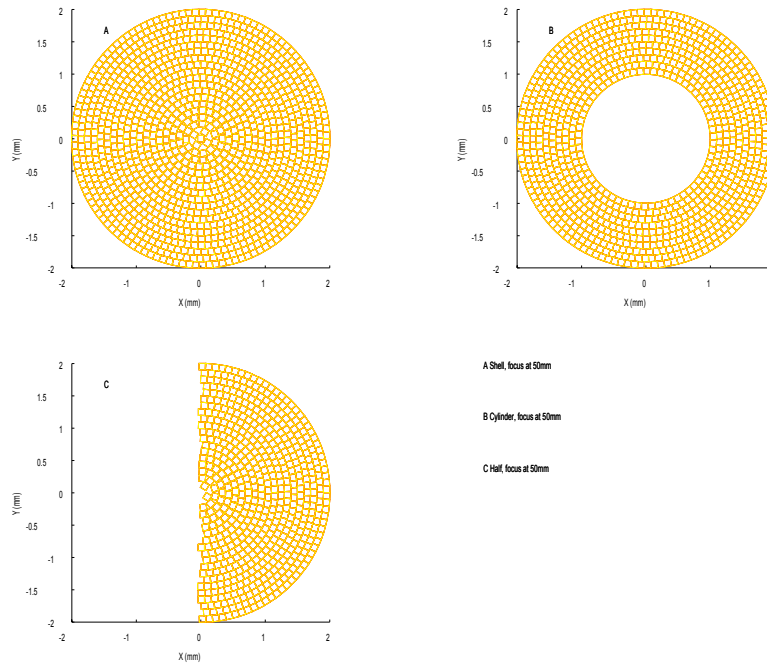 A
2
1.5
1
0.5
0
-0.5
-1
-1.5
-2
Y (mm)
-2 -1 0 1 2
X (mm)
B
2
1.5
1
0.5
0
-0.5
-1
-1.5
-2
Y (mm)
-2 -1 0 1
X (mm)
C
2
1.5
1
0.5
0
-0.5
-1
-1.5
-2
Y (mm)
-2 -1 0 1 2
X (mm)
A Shell, focus at 50mm
B Cylinder, focus at 50mm
C Half, focus at 50mm